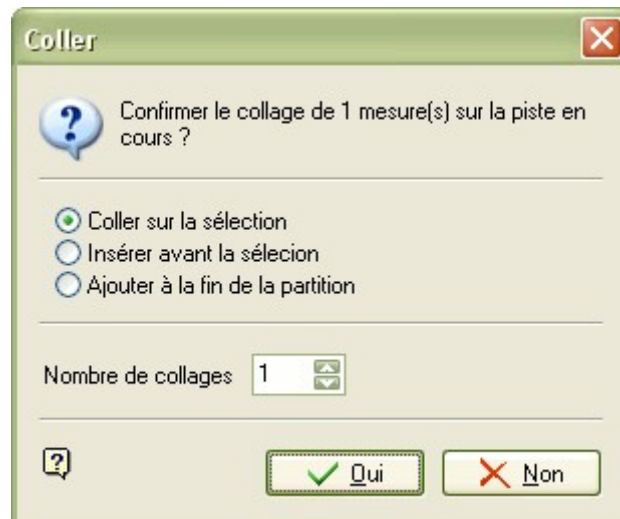 Coller
Confirmer le collage de 1 mesure(s) sur la piste en
cours ?
Coller sur la sélection
Insérer avant la sélecion
Ajouter à la fin de la partition
Nombre de collages 1
Oui Non